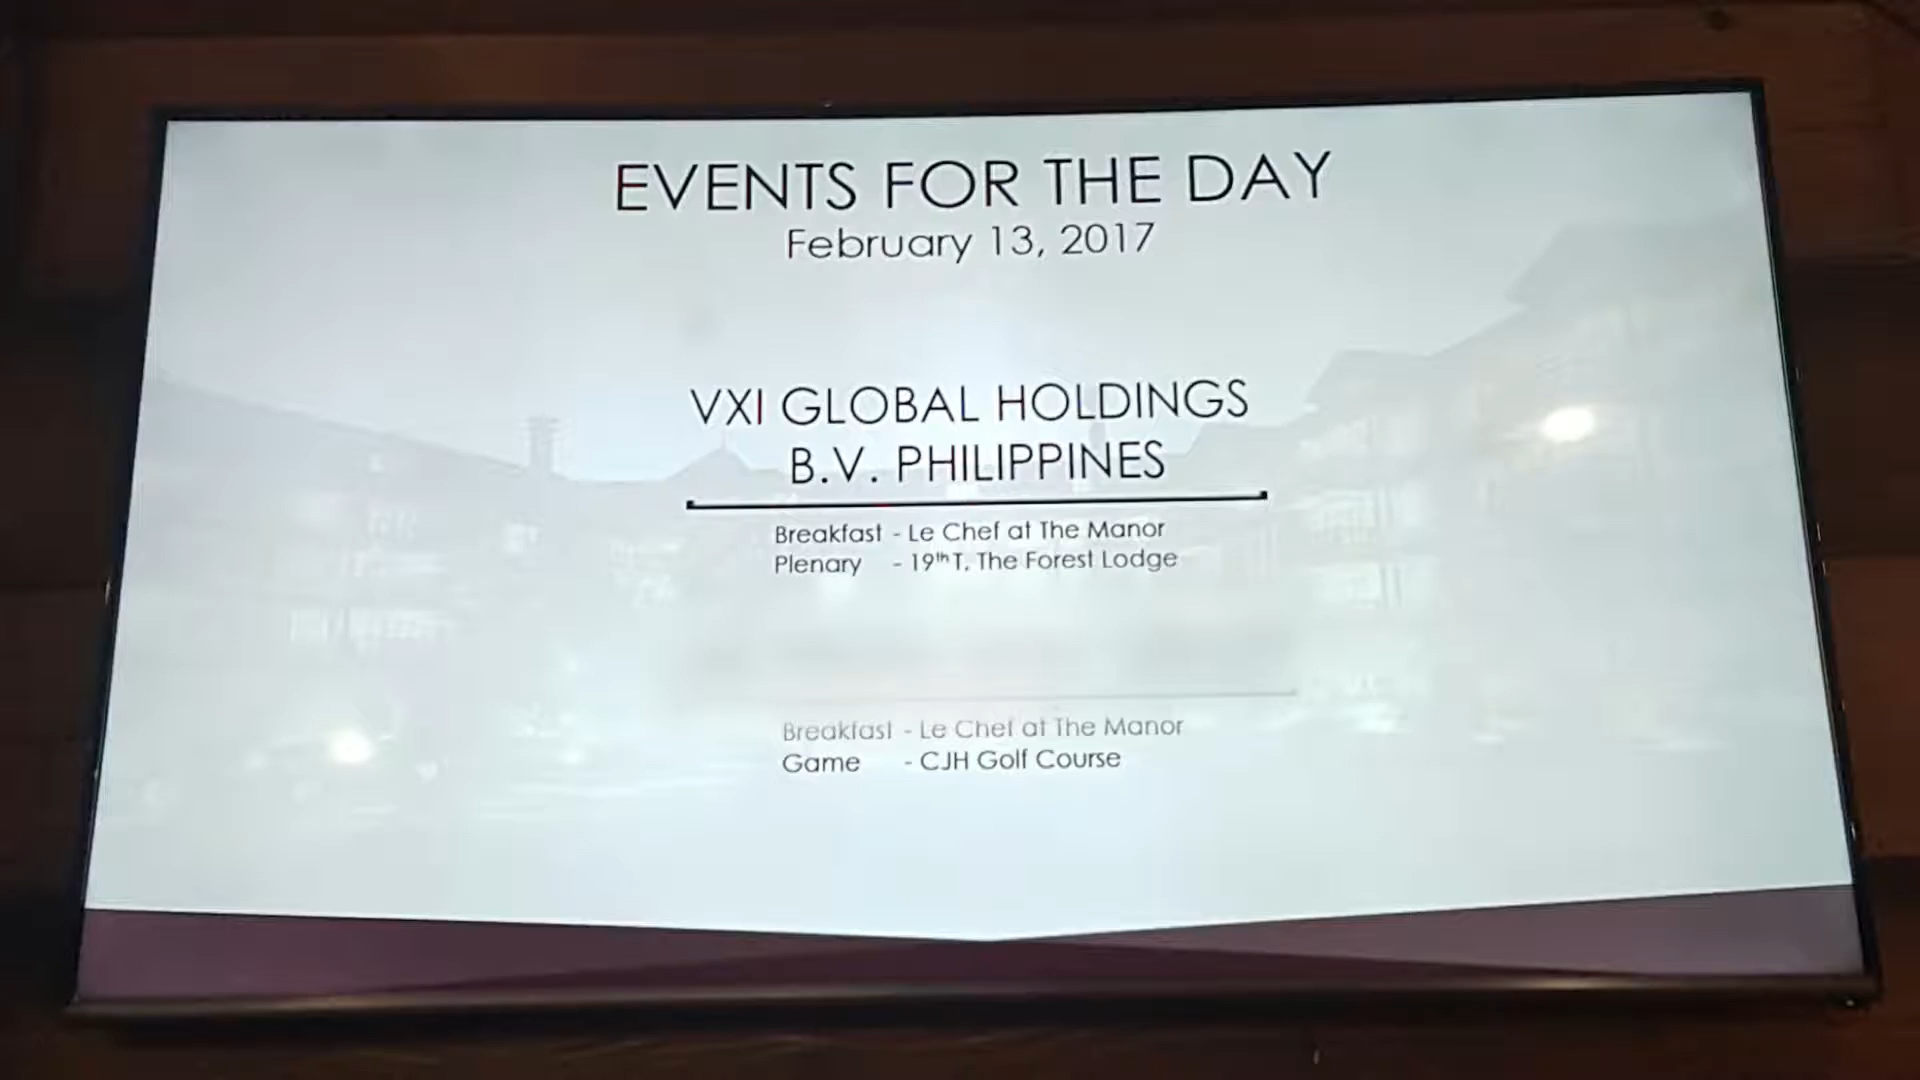 EVENTS FOR THE DAY
February 13, 2017
VXI GLOBAL HOLDINGS
B.V. PHILIPPINES
Breakfast - Le Chef at The Manor
Plenary - 19th T, The Forest Lodge
Breakfast - Le Chef at The Manor
Game - CJH Golf Course